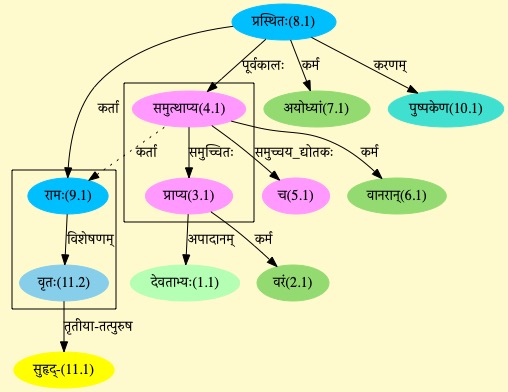 प्रस्थितः(8.1)
पूर्वकालः कर्म करणम्
कर्ता समुत्थाप्य(4.1) अयोध्यां(7.1) पुष्पकेण(10.1)
कर्ता समुच्चितः समुच्चय_द्योतकः कर्म
रामः(9.1) प्राप्य(3.1) च(5.1) वानरान्(6.1)
विशेषणम् अपादानम् कर्म
वृतः(11.2) देवताभ्यः(1.1) वरं(2.1)
तृतीया-तत्पुरुष
सुहृद्-(11.1)